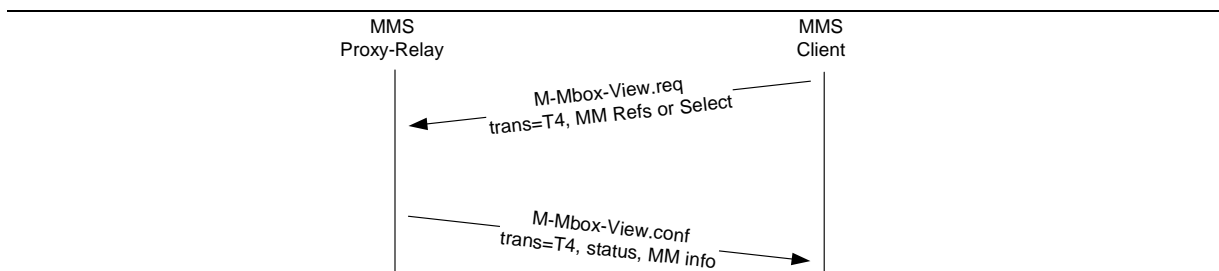 MMS
Proxy-Relay
MMS
Client
M-Mbox-View.req
trans=T4, MM Refs or Select
M-Mbox-View.conf
trans=T4, status, MM info